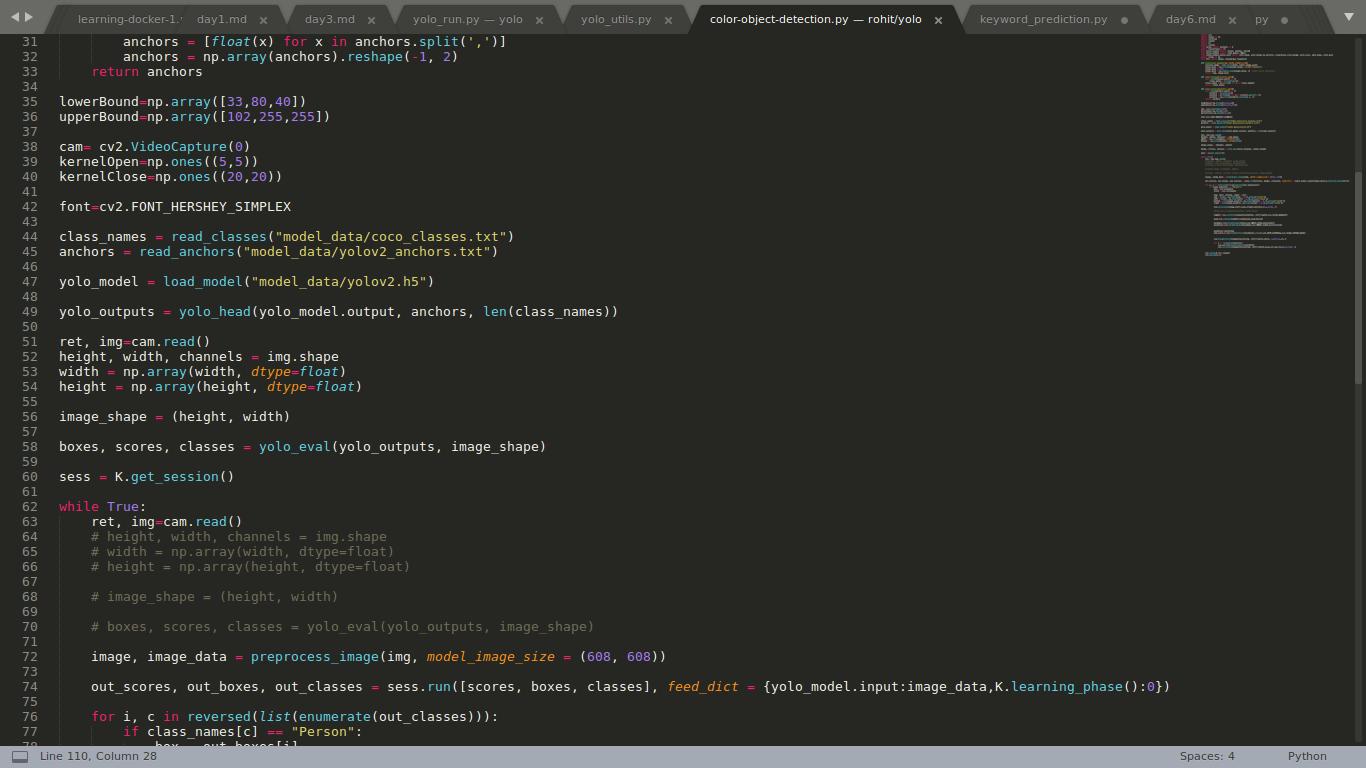 learning-docker-1.
day1.md
day3.md
yolo_run.py — yolo
yolo_utils.py
color-object-detection.py — rohit/yolo
keyword_prediction.py
day6.md
py
31 anchors = [float(x) for x in anchors.split(',')]
32 anchors = np.array(anchors).reshape(-1, 2)
33 return anchors
34
35 lowerBound=np.array([33,80,40])
36 upperBound=np.array([102,255,255])
37
38 cam= cv2.VideoCapture(0)
39 kernelOpen=np.ones((5,5))
40 kernelClose=np.ones((20,20))
41
42 font=cv2.FONT_HERSHEY_SIMPLEX
43
44 class_names = read_classes("model_data/coco_classes.txt")
45 anchors = read_anchors("model_data/yolov2_anchors.txt")
46
47 yolo_model = load_model("model_data/yolov2.h5")
48
49 yolo_outputs = yolo_head(yolo_model.output, anchors, len(class_names))
50
51 ret, img=cam.read()
52 height, width, channels = img.shape
53 width = np.array(width, dtype=float)
54 height = np.array(height, dtype=float)
55
56 image_shape = (height, width)
57
58 boxes, scores, classes = yolo_eval(yolo_outputs, image_shape)
59
60 sess = K.get_session()
61
62 while True:
63 ret, img=cam.read()
64 # height, width, channels = img.shape
65 # width = np.array(width, dtype=float)
66 # height = np.array(height, dtype=float)
67
68 # image_shape = (height, width)
69
70 # boxes, scores, classes = yolo_eval(yolo_outputs, image_shape)
71
72 image, image_data = preprocess_image(img, model_image_size = (608, 608))
73
74 out_scores, out_boxes, out_classes = sess.run([scores, boxes, classes], feed_dict = {yolo_model.input:image_data,K.learning_phase():0})
75
76 for i, c in reversed(list(enumerate(out_classes))):
77 if class_names[c] == "Person":
78 box = out_boxes[i]
Line 110, Column 28
Spaces: 4
Python